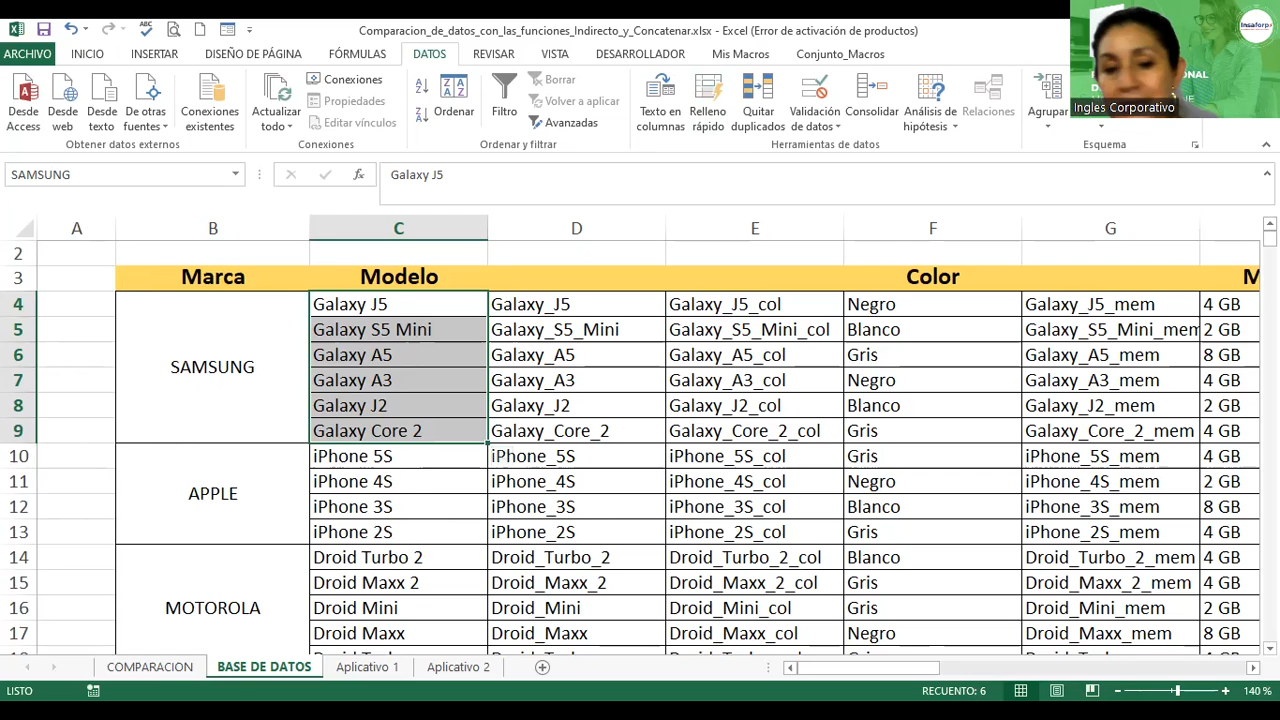 Comparacion_de_datos_con_las_funciones_Indirecto_y_Concatenar.xlsx - Excel (Error de activación de productos)
ARCHIVO INICIO INSERTAR DISEÑO DE PÁGINA FÓRMULAS DATOS REVISAR VISTA DESARROLLADOR Mis Macros Conjunto_Macros
Desde Access
Desde web
Desde texto
De otras fuentes
Conexiones existentes
Obtener datos externos
Actualizar todo
Conexiones
Propiedades
Editar vínculos
Conexiones
Ordenar
Filtro
Borrar
Volver a aplicar
Avanzadas
Ordenar y filtrar
Texto en columnas
Relleno rápido
Quitar duplicados
Validación de datos
Consolidar
Análisis de hipótesis
Relaciones
Herramientas de datos
Agrupar
Esquema
Insaforp
Ingles Corporativo
SAMSUNG fx Galaxy J5
A B C D E F G
2
3 Marca Modelo Color M
4 Galaxy J5 Galaxy_J5 Galaxy_J5_col Negro Galaxy_J5_mem 4 GB
5 Galaxy S5 Mini Galaxy_S5_Mini Galaxy_S5_Mini_col Blanco Galaxy_S5_Mini_mem 2 GB
6 Galaxy A5 Galaxy_A5 Galaxy_A5_col Gris Galaxy_A5_mem 8 GB
SAMSUNG
7 Galaxy A3 Galaxy_A3 Galaxy_A3_col Negro Galaxy_A3_mem 4 GB
8 Galaxy J2 Galaxy_J2 Galaxy_J2_col Blanco Galaxy_J2_mem 2 GB
9 Galaxy Core 2 Galaxy_Core_2 Galaxy_Core_2_col Gris Galaxy_Core_2_mem 4 GB
10 iPhone 5S iPhone_5S iPhone_5S_col Gris iPhone_5S_mem 4 GB
11 iPhone 4S iPhone_4S iPhone_4S_col Negro iPhone_4S_mem 2 GB
APPLE
12 iPhone 3S iPhone_3S iPhone_3S_col Blanco iPhone_3S_mem 8 GB
13 iPhone 2S iPhone_2S iPhone_2S_col Gris iPhone_2S_mem 4 GB
14 Droid Turbo 2 Droid_Turbo_2 Droid_Turbo_2_col Blanco Droid_Turbo_2_mem 4 GB
15 Droid Maxx 2 Droid_Maxx_2 Droid_Maxx_2_col Gris Droid_Maxx_2_mem 4 GB
16 MOTOROLA Droid Mini Droid_Mini Droid_Mini_col Gris Droid_Mini_mem 2 GB
17 Droid Maxx Droid_Maxx Droid_Maxx_col Negro Droid_Maxx_mem 8 GB
COMPARACION BASE DE DATOS Aplicativo 1 Aplicativo 2
LISTO RECUENTO: 6 140 %